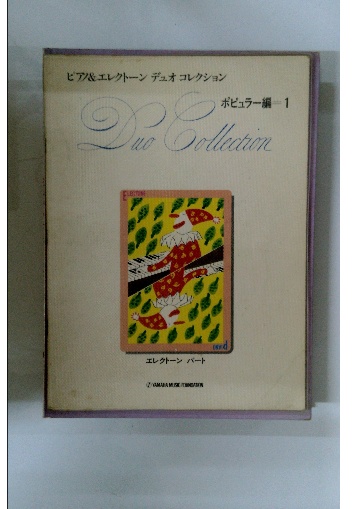 ピアノ&エレクトーン デュオ コレクション
ポピュラー編=1
Duo Collection
ELECTONE
エレクトーン パート
YAMAHA MUSIC FOUNDATION